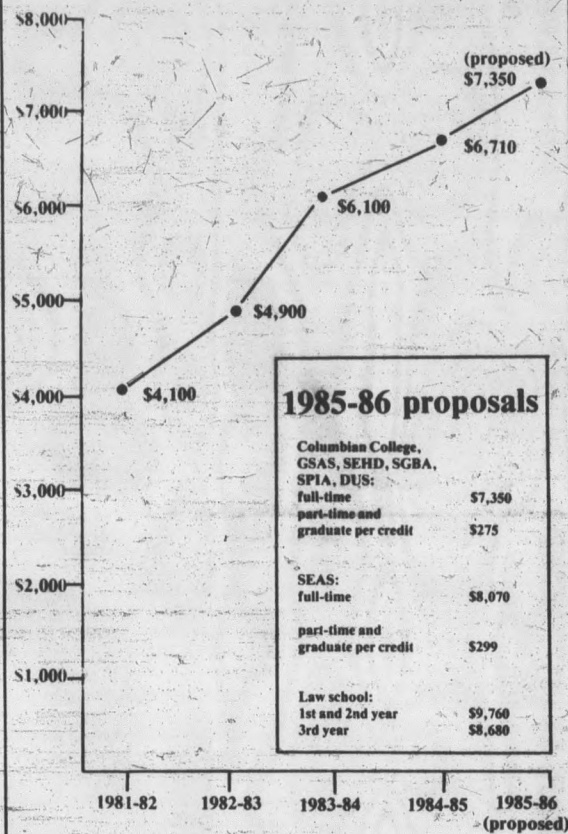 $8,000
(proposed)
$7,350
$7,000
$6,710
$6,000
$6,100
$5,000
$4,900
$4,000
$4,100
1985-86 proposals
Columbian College,
GSAS, SEHD, SGBA,
SPIA, DUS:
full-time $7,350
part-time and
graduate per credit $275
SEAS:
full-time $8,070
part-time and
graduate per credit $299
Law school:
1st and 2nd year $9,760
3rd year $8,680
$3,000
$2,000
$1,000
1981-82 1982-83 1983-84 1984-85 1985-86
(proposed)